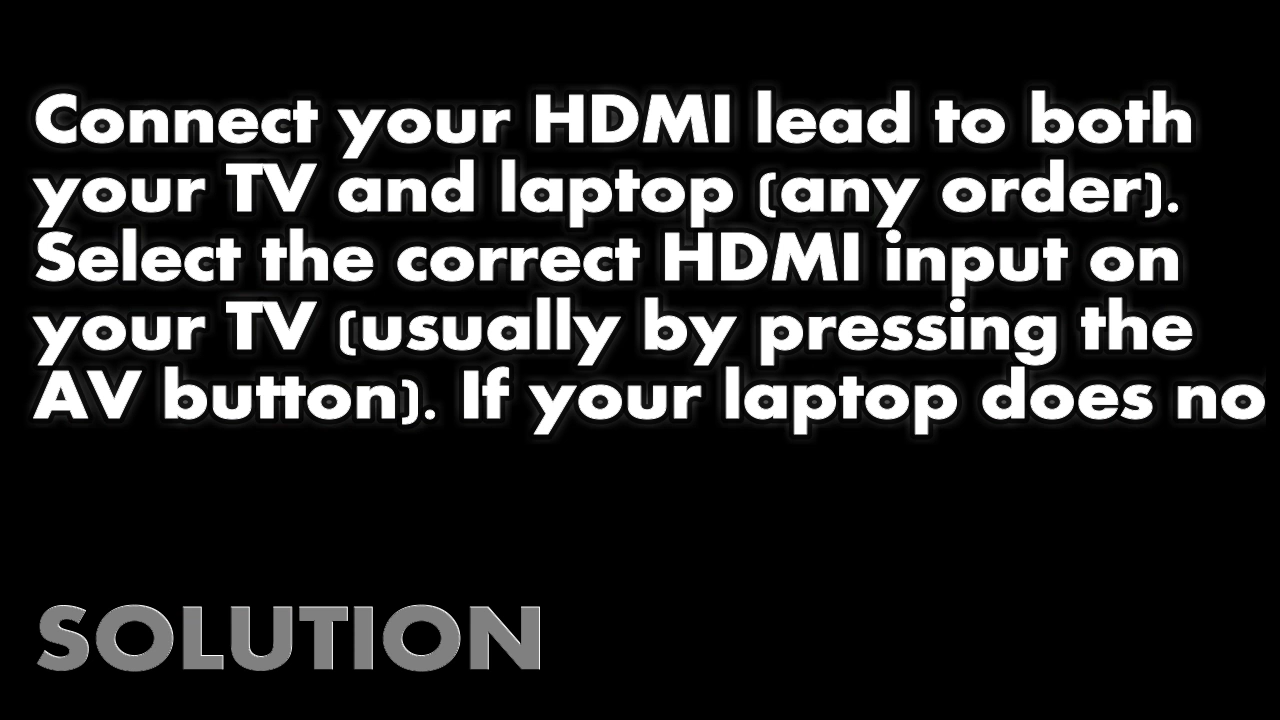 Connect your HDMI lead to both
your TV and laptop (any order).
Select the correct HDMI input on
your TV (usually by pressing the
AV button). If your laptop does no
SOLUTION